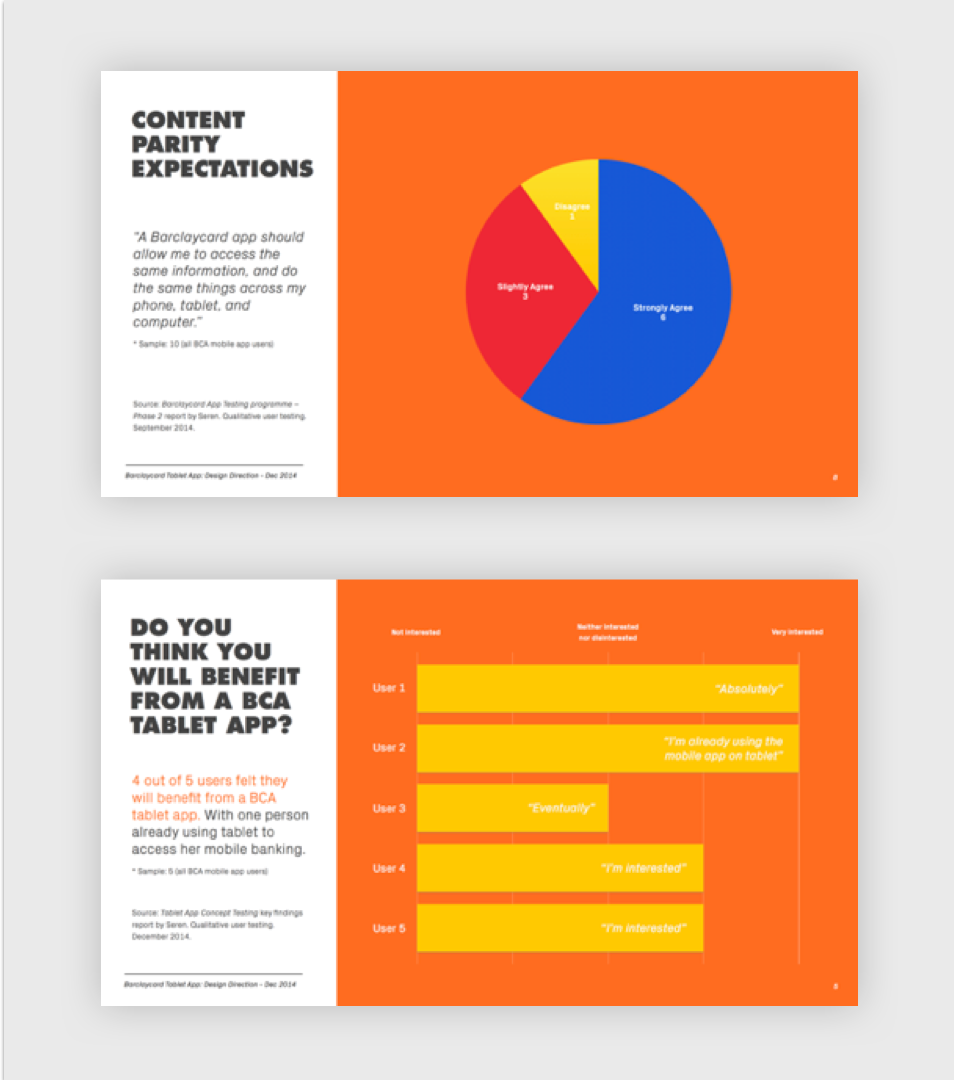 CONTENT
PARITY
EXPECTATIONS
"A Barclaycard app should
allow me to access the
same information, and do
the same things across my
phone, tablet, and
computer."
* Sample: 10 (all BCA mobile app users)
Source: Barclaycard App Testing programme –
Phase 2 report by Seren. Qualitative user testing.
September 2014.
Barclaycard Tablet App: Design Direction – Dec 2014
Disagree
1
Slightly Agree
3
Strongly Agree
6
DO YOU
THINK YOU
WILL BENEFIT
FROM A BCA
TABLET APP?
4 out of 5 users felt they
will benefit from a BCA
tablet app. With one person
already using tablet to
access her mobile banking.
* Sample: 5 (all BCA mobile app users)
Source: Tablet App Concept Testing key findings
report by Seren. Qualitative user testing.
December 2014.
Barclaycard Tablet App: Design Direction – Dec 2014
Not interested
Neither interested
nor disinterested
Very interested
User 1
"Absolutely"
User 2
"I'm already using the
mobile app on tablet"
User 3
"Eventually"
User 4
"I'm interested"
User 5
"I'm interested"